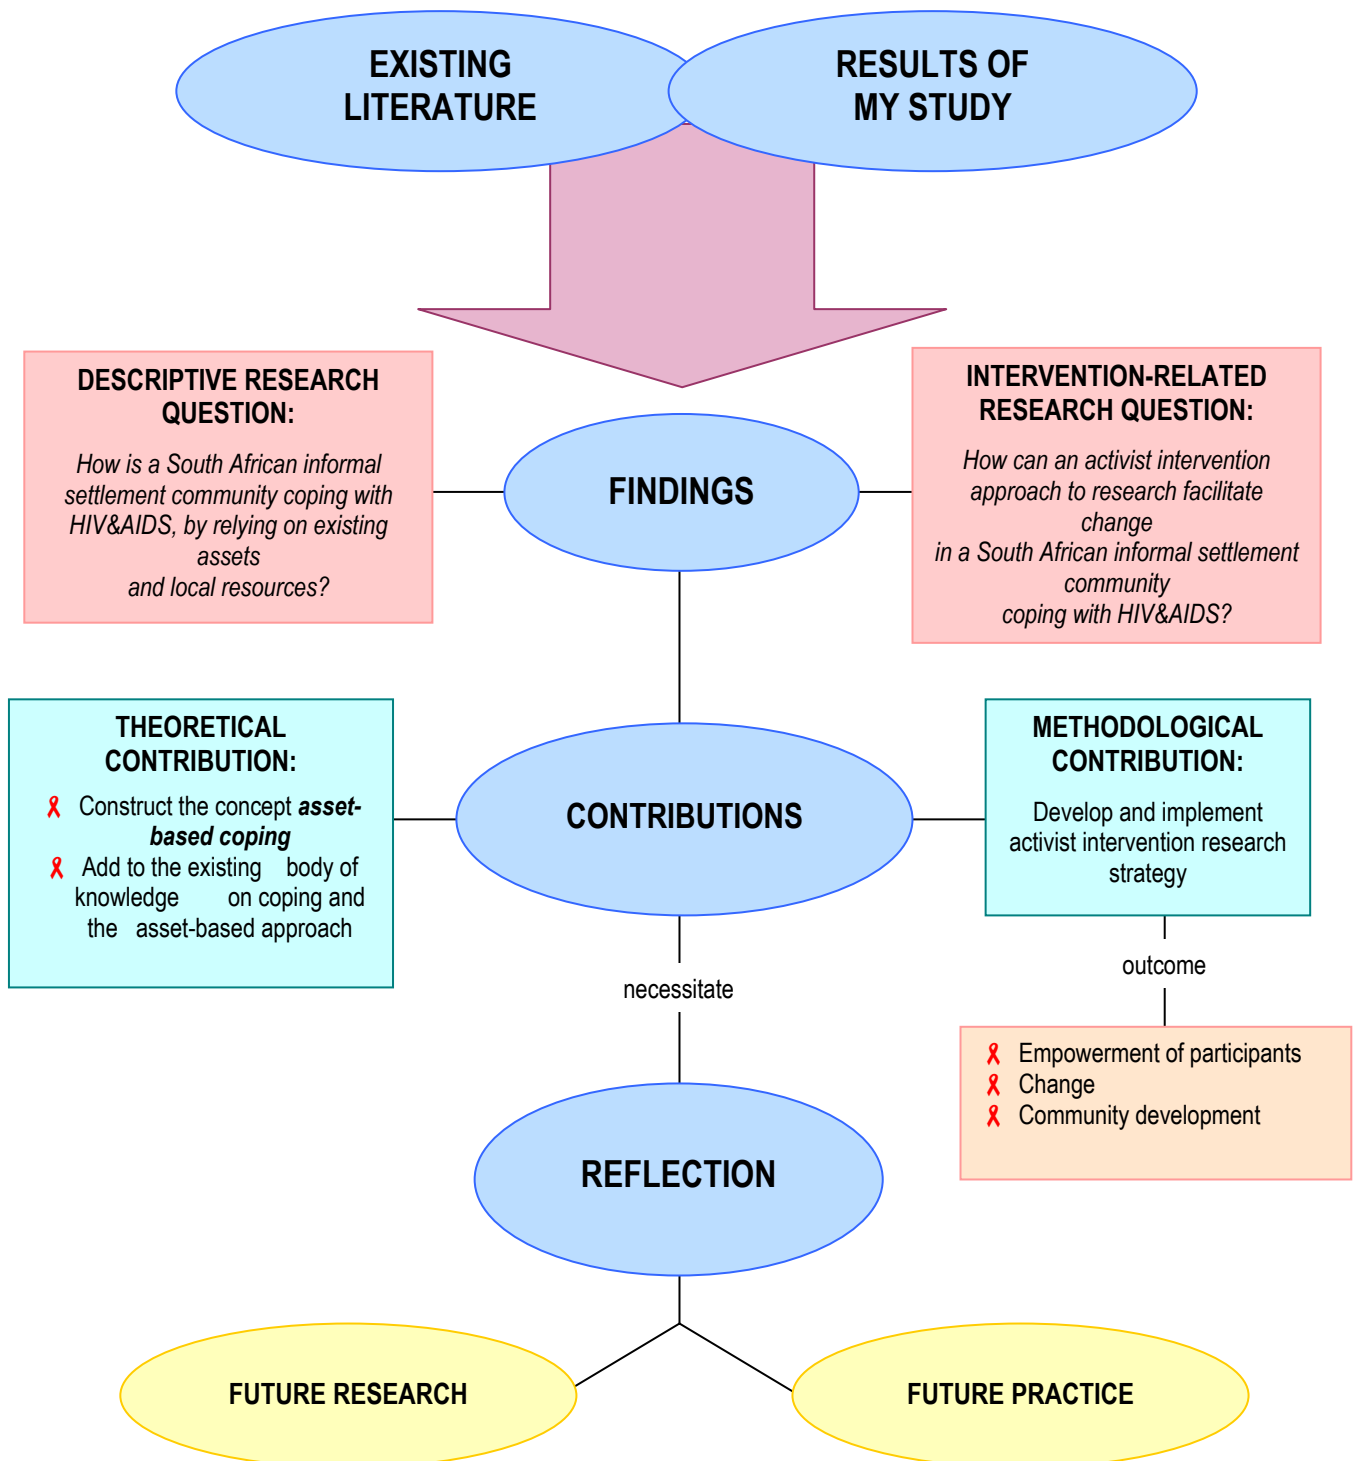 EXISTING
LITERATURE
RESULTS OF
MY STUDY
DESCRIPTIVE RESEARCH
QUESTION:
How is a South African informal
settlement community coping with
HIV&AIDS, by relying on existing
assets
and local resources?
FINDINGS
INTERVENTION-RELATED
RESEARCH QUESTION:
How can an activist intervention
approach to research facilitate
change
in a South African informal settlement
community
coping with HIV&AIDS?
THEORETICAL
CONTRIBUTION:
Construct the concept asset-
based coping
Add to the existing body of
knowledge on coping and
the asset-based approach
CONTRIBUTIONS
METHODOLOGICAL
CONTRIBUTION:
Develop and implement
activist intervention research
strategy
outcome
necessitate
Empowerment of participants
Change
Community development
REFLECTION
FUTURE RESEARCH
FUTURE PRACTICE